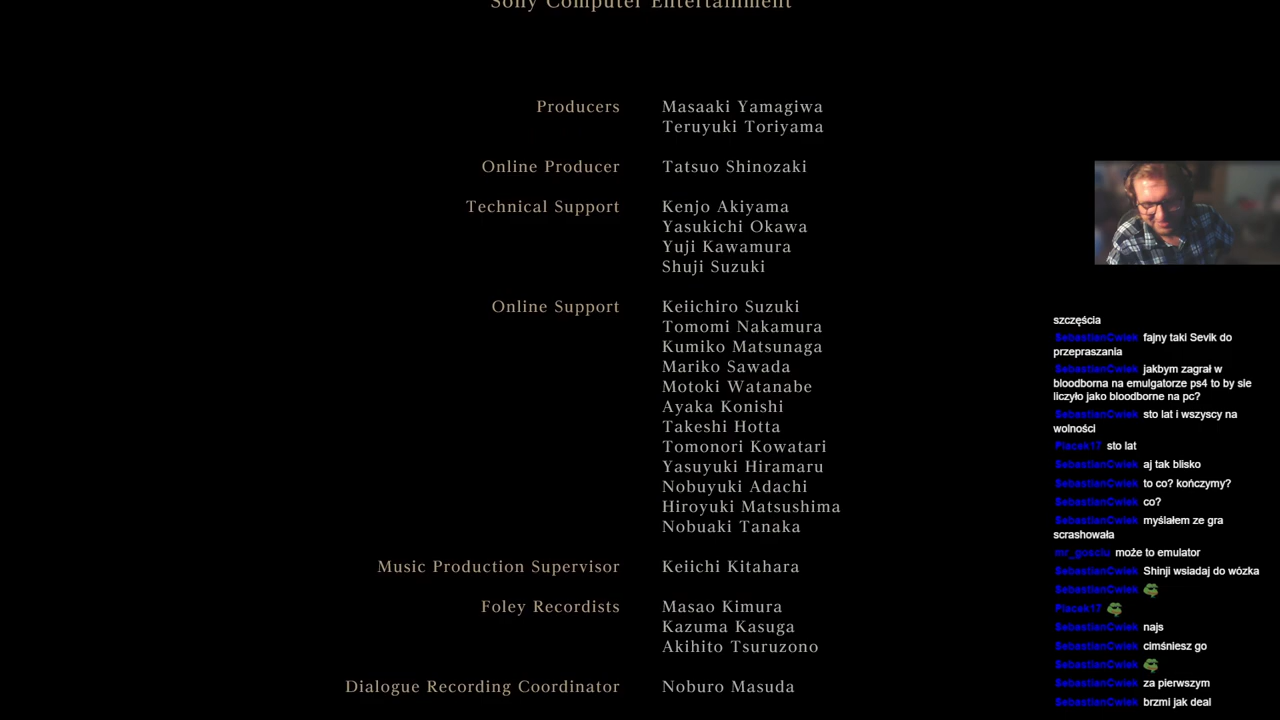 Sony Computer Entertainment
Producers Masaaki Yamagiwa
Teruyuki Toriyama
Online Producer Tatsuo Shinozaki
Technical Support Kenjo Akiyama
Yasukichi Okawa
Yuji Kawamura
Shuji Suzuki
Online Support Keiichiro Suzuki
Tomomi Nakamura
Kumiko Matsunaga
Mariko Sawada
Motoki Watanabe
Ayaka Konishi
Takeshi Hotta
Tomonori Kowatari
Yasuyuki Hiramaru
Nobuyuki Adachi
Hiroyuki Matsushima
Nobuaki Tanaka
Music Production Supervisor Keiichi Kitahara
Foley Recordists Masao Kimura
Kazuma Kasuga
Akihito Tsuruzono
Dialogue Recording Coordinator Noburo Masuda
szczęścia
SebastianCwiek fajny taki Sevik do
przepraszania
SebastianCwiek jakbym zagrał w
bloodborna na emulgatorze ps4 to by sie
liczyło jako bloodborne na pc?
SebastianCwiek sto lat i wszyscy na
wolności
Placek17 sto lat
SebastianCwiek aj tak blisko
SebastianCwiek to co? kończymy?
SebastianCwiek co?
SebastianCwiek myślałem ze gra
scrashowała
mr_gosciu może to emulator
SebastianCwiek Shinji wsiadaj do wózka
SebastianCwiek
Placek17
SebastianCwiek najs
SebastianCwiek cimśniesz go
SebastianCwiek
SebastianCwiek za pierwszym
SebastianCwiek brzmi jak deal